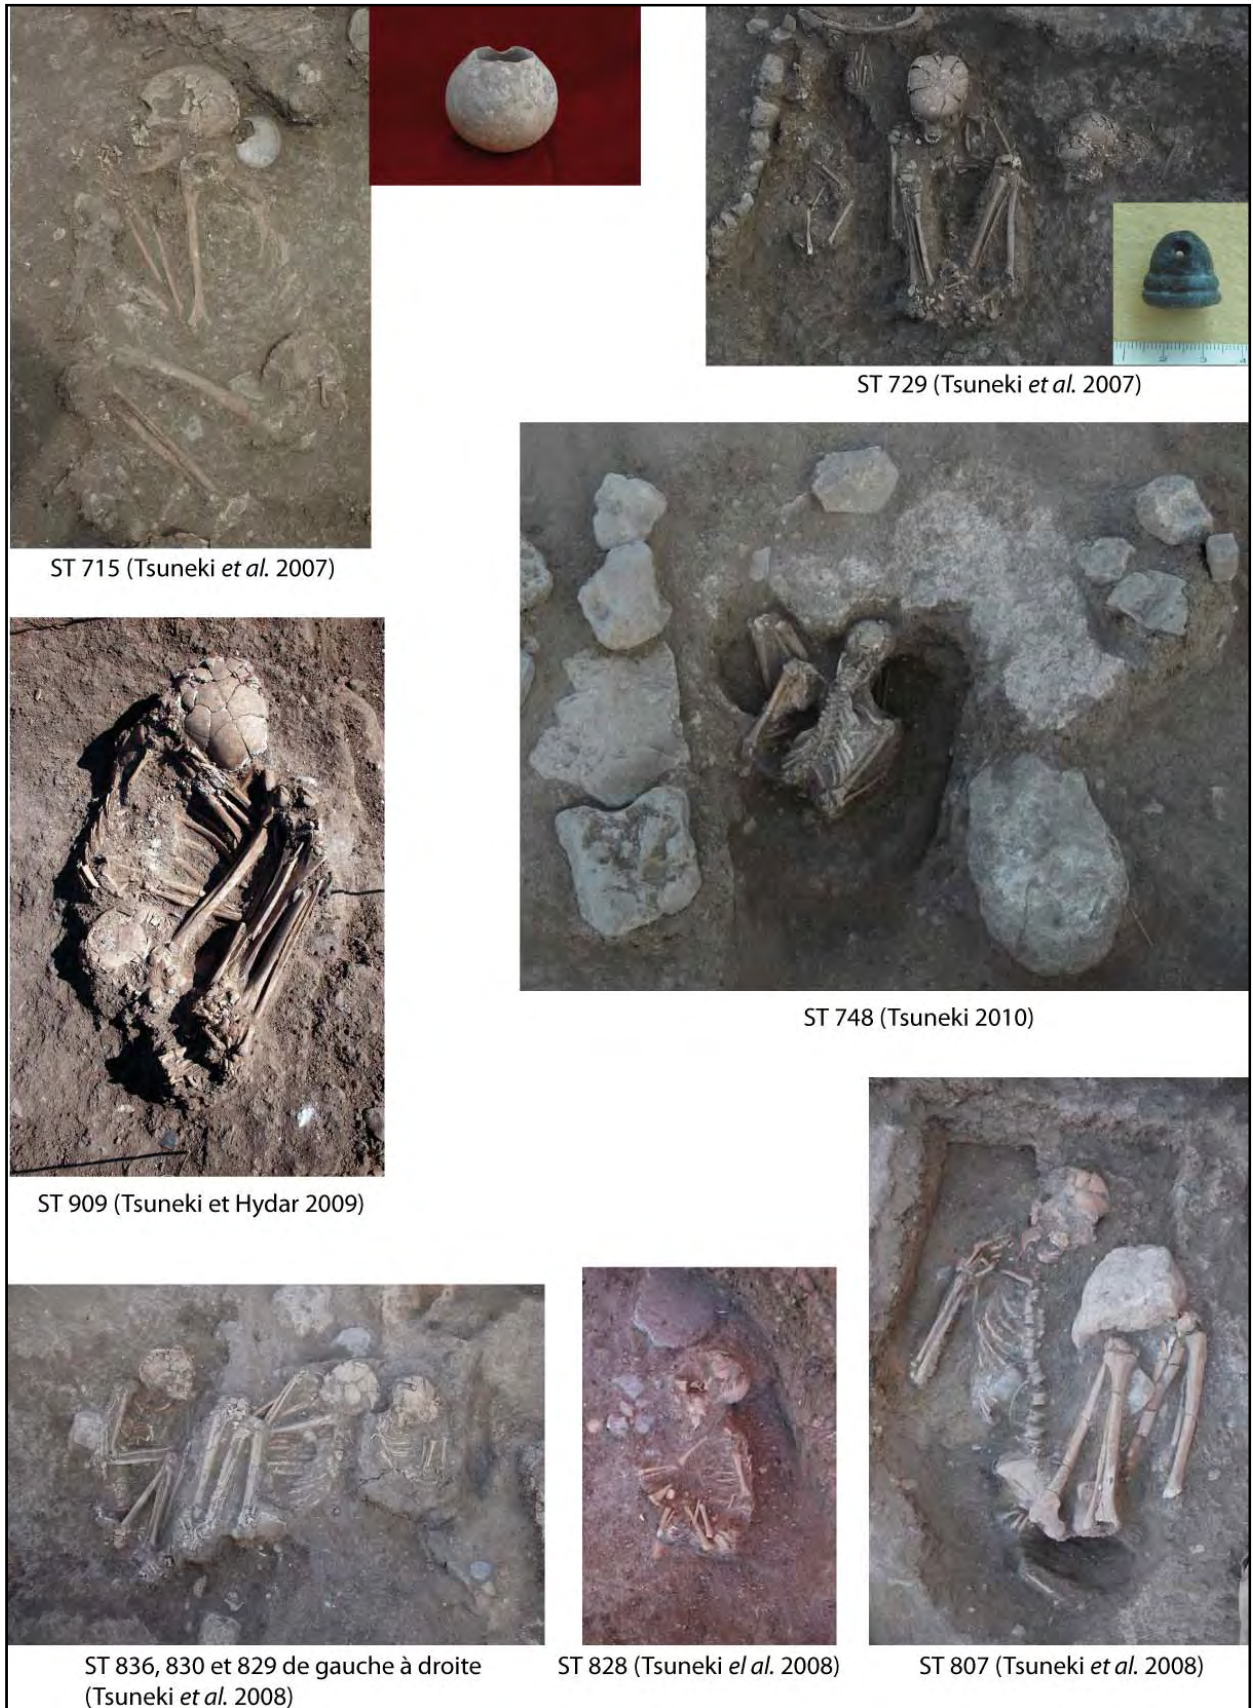 ST 729 (Tsuneki et al. 2007)
ST 715 (Tsuneki et al. 2007)
ST 748 (Tsuneki 2010)
ST 909 (Tsuneki et Hydar 2009)
ST 836, 830 et 829 de gauche à droite
(Tsuneki et al. 2008)
ST 828 (Tsuneki el al. 2008)
ST 807 (Tsuneki et al. 2008)